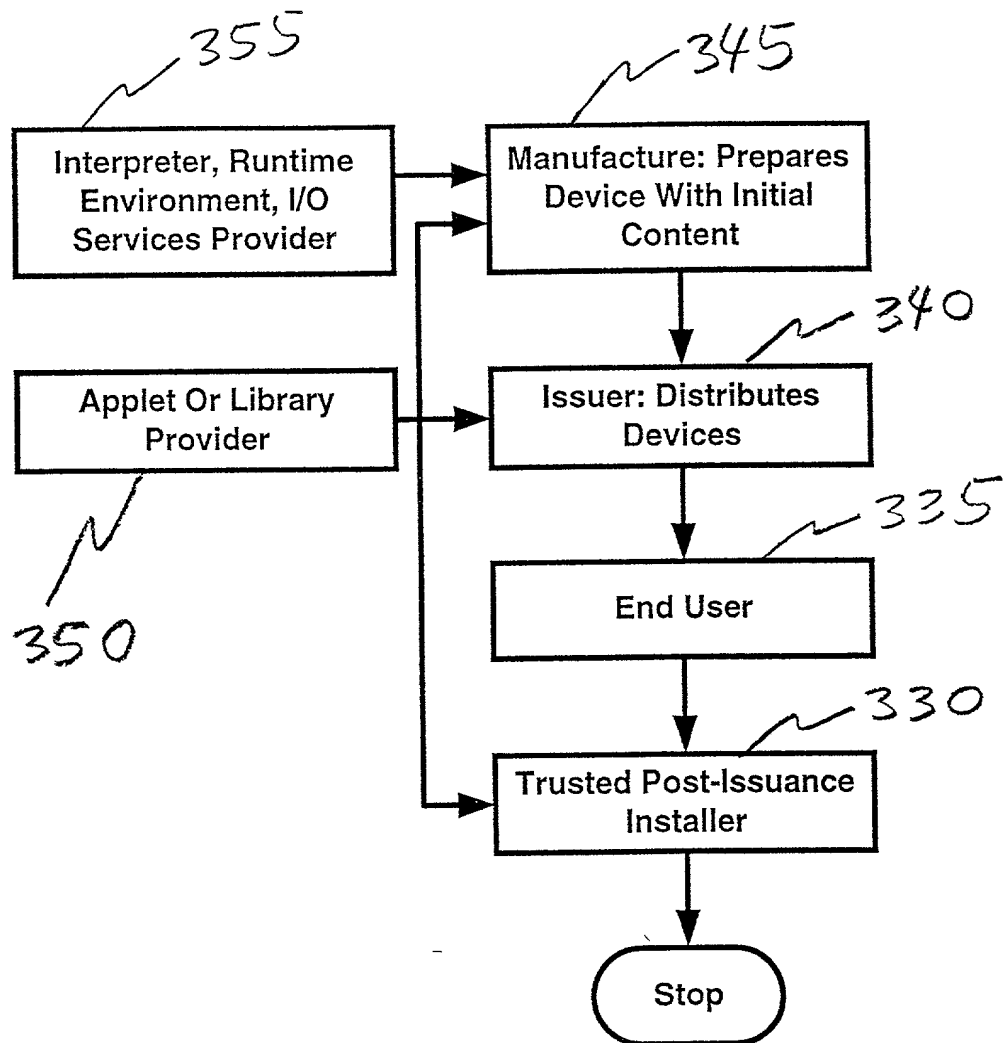 355
345
Interpreter, Runtime
Environment, I/O
Services Provider
Manufacture: Prepares
Device With Initial
Content
340
Applet Or Library
Provider
Issuer: Distributes
Devices
350
335
End User
330
Trusted Post-Issuance
Installer
Stop